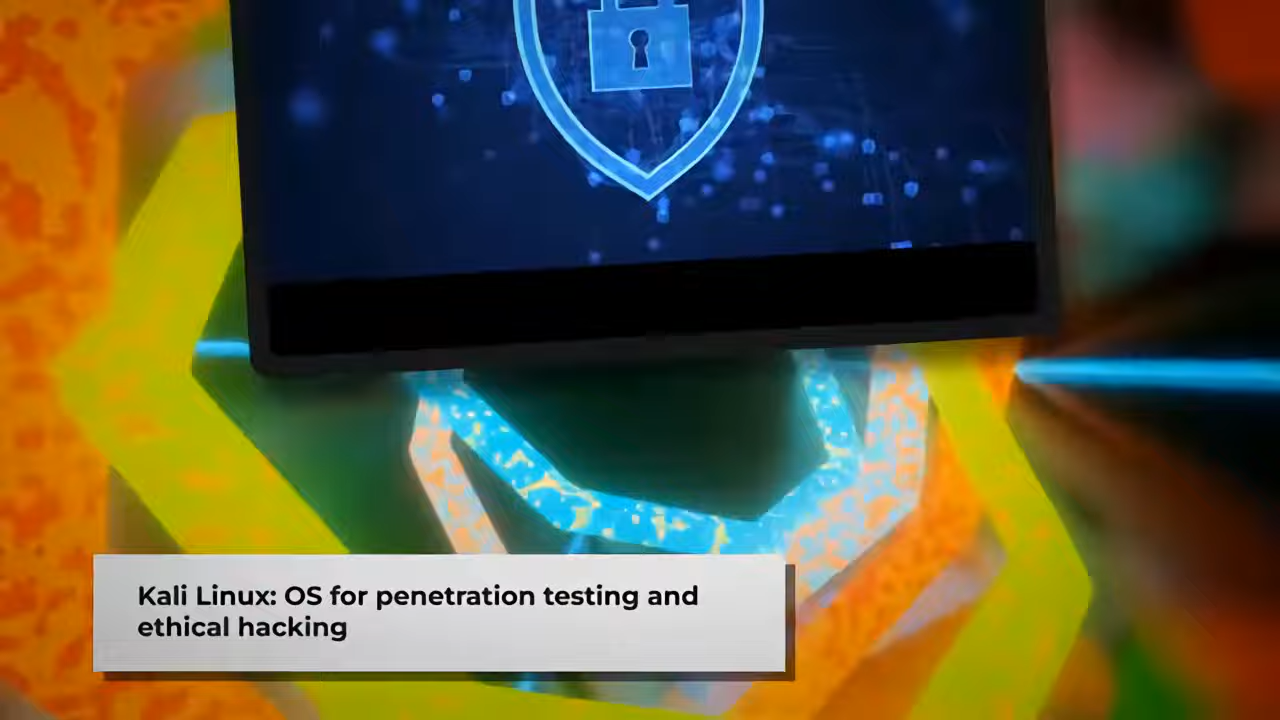 Kali Linux: OS for penetration testing and
ethical hacking